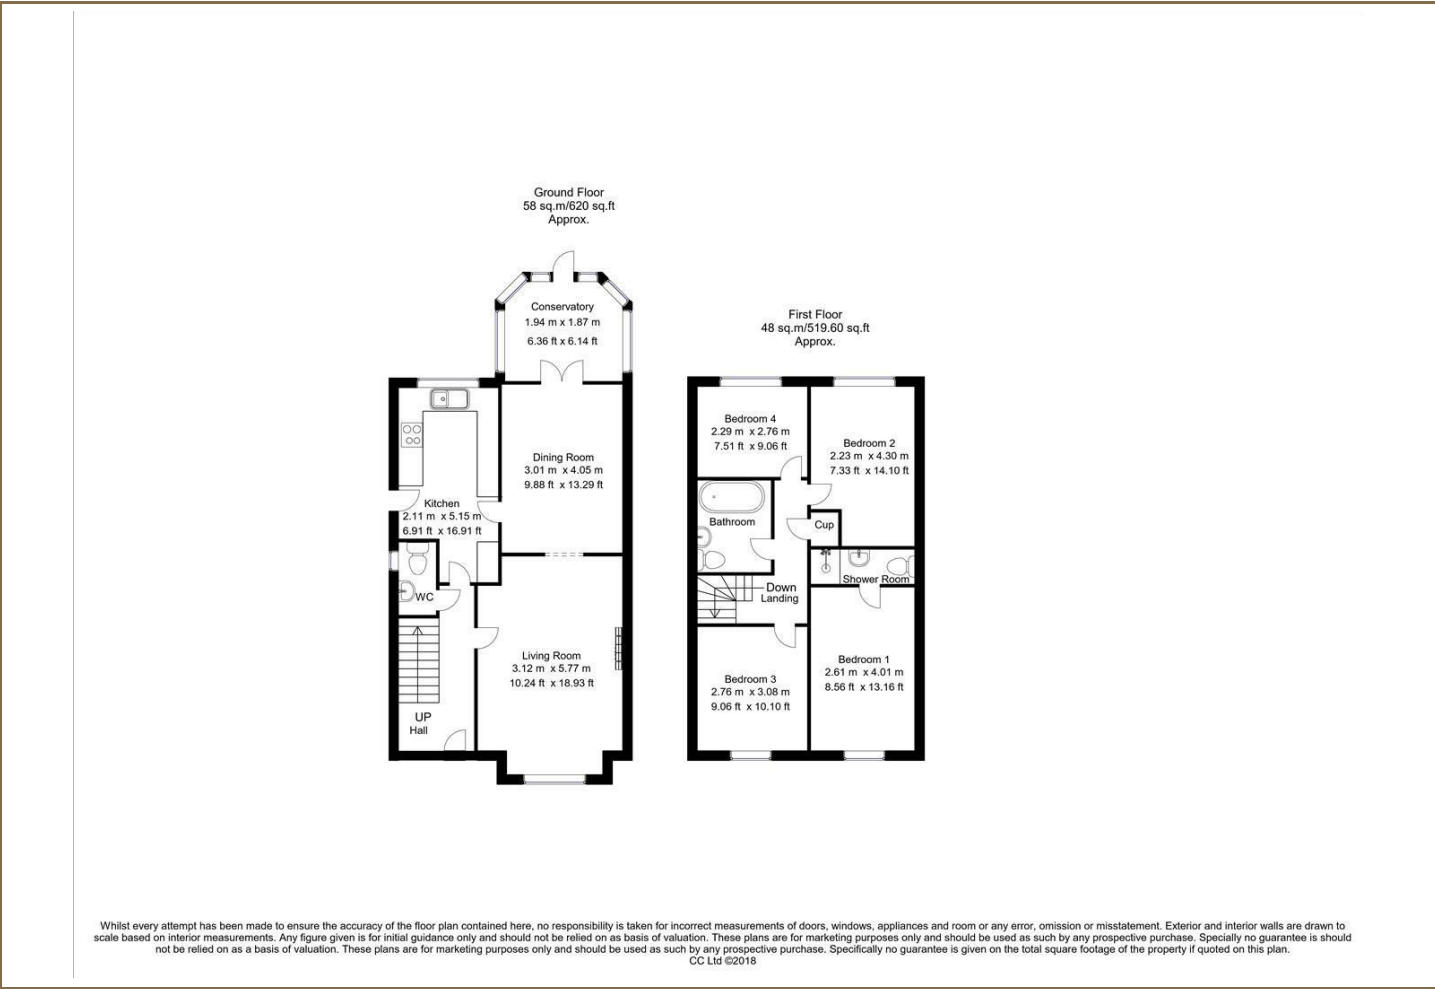 Ground Floor
58 sq.m/620 sq.ft
Approx.
Conservatory
1.94 m x 1.87 m
6.36 ft x 6.14 ft
Dining Room
3.01 m x 4.05 m
9.88 ft x 13.29 ft
Kitchen
2.11 m x 5.15 m
6.91 ft x 16.91 ft
WC
Living Room
3.12 m x 5.77 m
10.24 ft x 18.93 ft
UP
Hall
First Floor
48 sq.m/519.60 sq.ft
Approx.
Bedroom 4
2.29 m x 2.76 m
7.51 ft x 9.06 ft
Bedroom 2
2.23 m x 4.30 m
7.33 ft x 14.10 ft
Bathroom
Cup
Shower Room
Down
Landing
Bedroom 1
2.61 m x 4.01 m
8.56 ft x 13.16 ft
Bedroom 3
2.76 m x 3.08 m
9.06 ft x 10.10 ft
Whilst every attempt has been made to ensure the accuracy of the floor plan contained here, no responsibility is taken for incorrect measurements of doors, windows, appliances and room or any error, omission or misstatement. Exterior and interior walls are drawn to
scale based on interior measurements. Any figure given is for initial guidance only and should not be relied on as basis of valuation. These plans are for marketing purposes only and should be used as such by any prospective purchase. Specially no guarantee is should
not be relied on as a basis of valuation. These plans are for marketing purposes only and should be used as such by any prospective purchase. Specifically no guarantee is given on the total square footage of the property if quoted on this plan.
CC Ltd ©2018